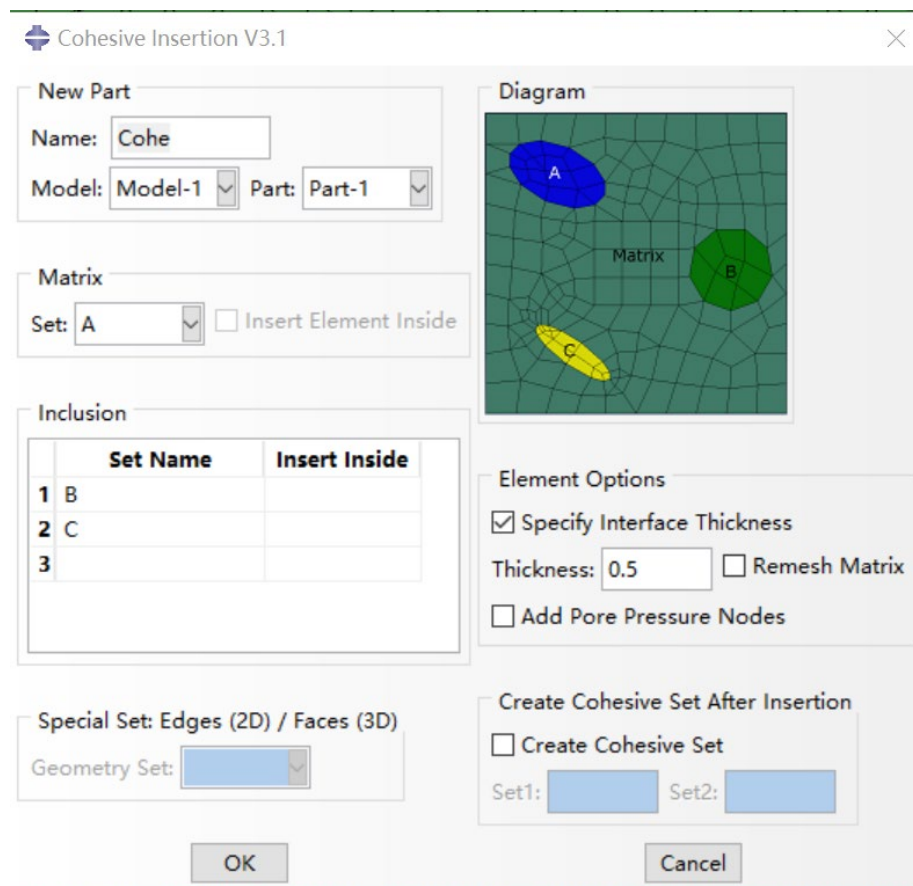 Cohesive Insertion V3.1
New Part
Name: Cohe
Model: Model-1 Part: Part-1
Matrix
Set: A Insert Element Inside
Inclusion
Set Name Insert Inside
1 B
2 C
3
Special Set: Edges (2D) / Faces (3D)
Geometry Set:
OK
Diagram
A
Matrix
B
C
Element Options
Specify Interface Thickness
Thickness: 0.5 Remesh Matrix
Add Pore Pressure Nodes
Create Cohesive Set After Insertion
Create Cohesive Set
Set1: Set2:
Cancel